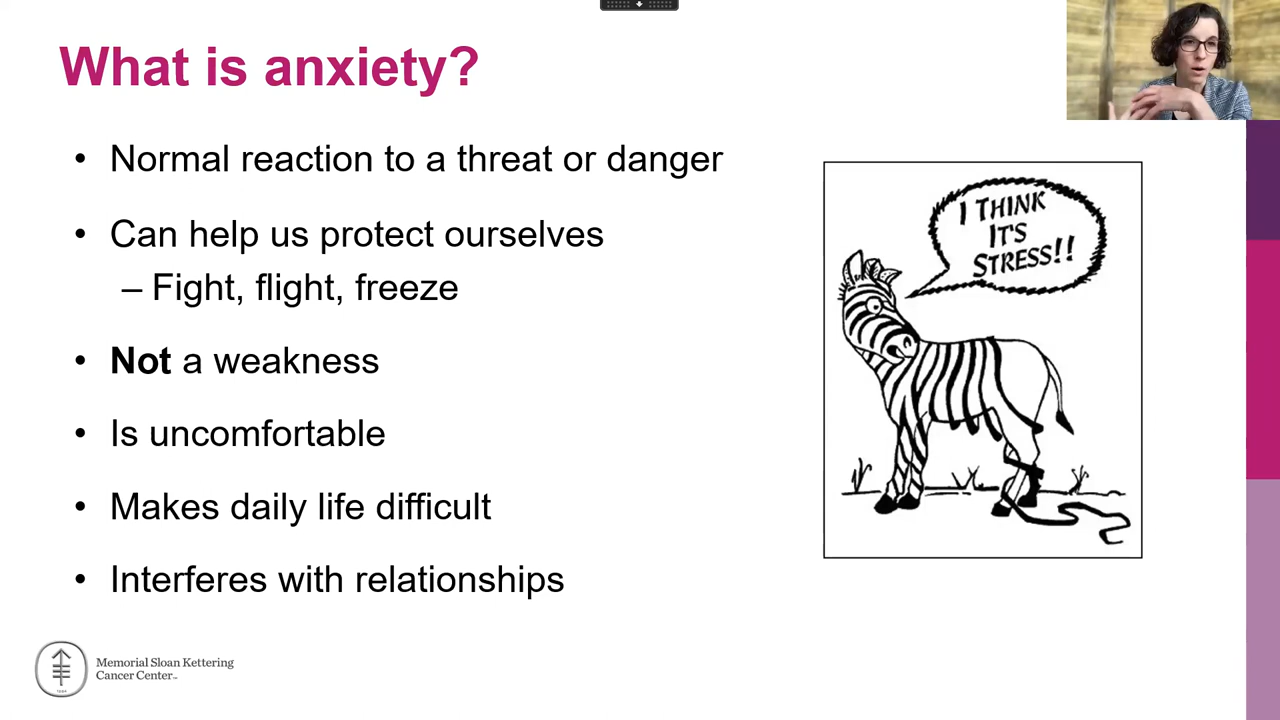 What is anxiety?
• Normal reaction to a threat or danger
• Can help us protect ourselves
– Fight, flight, freeze
• Not a weakness
• Is uncomfortable
• Makes daily life difficult
• Interferes with relationships
I THINK
IT'S
STRESS!!
Memorial Sloan Kettering
Cancer Center